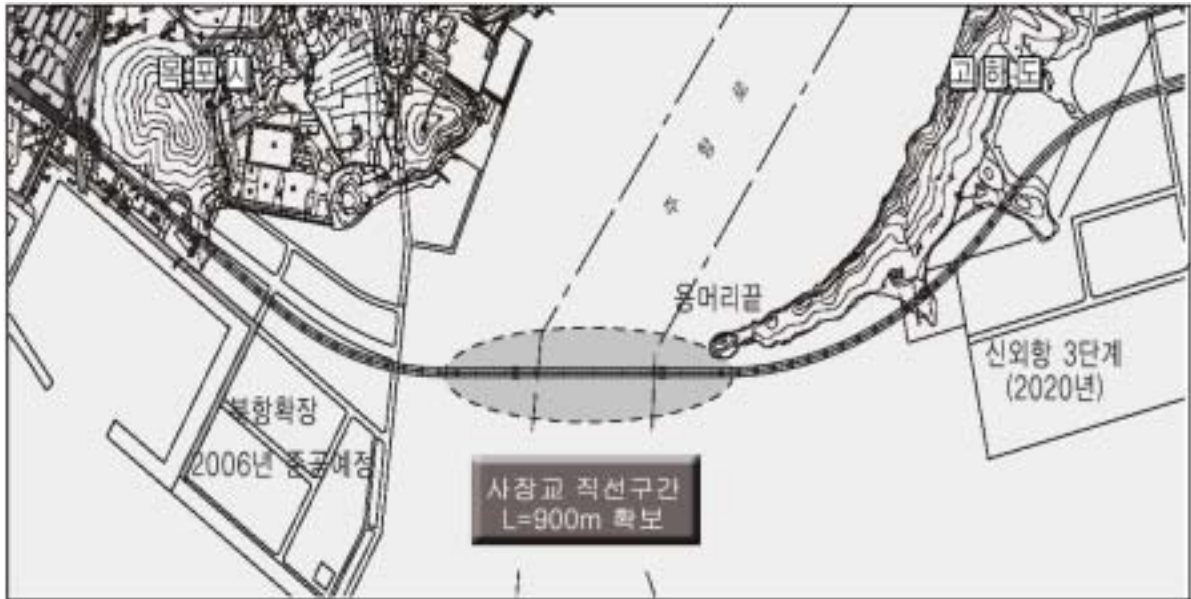 목포시
고하도
용머리끝
신외항 3단계
(2020년)
북항확장
2006년 준공예정
사장교 직선구간
L=900m 확보